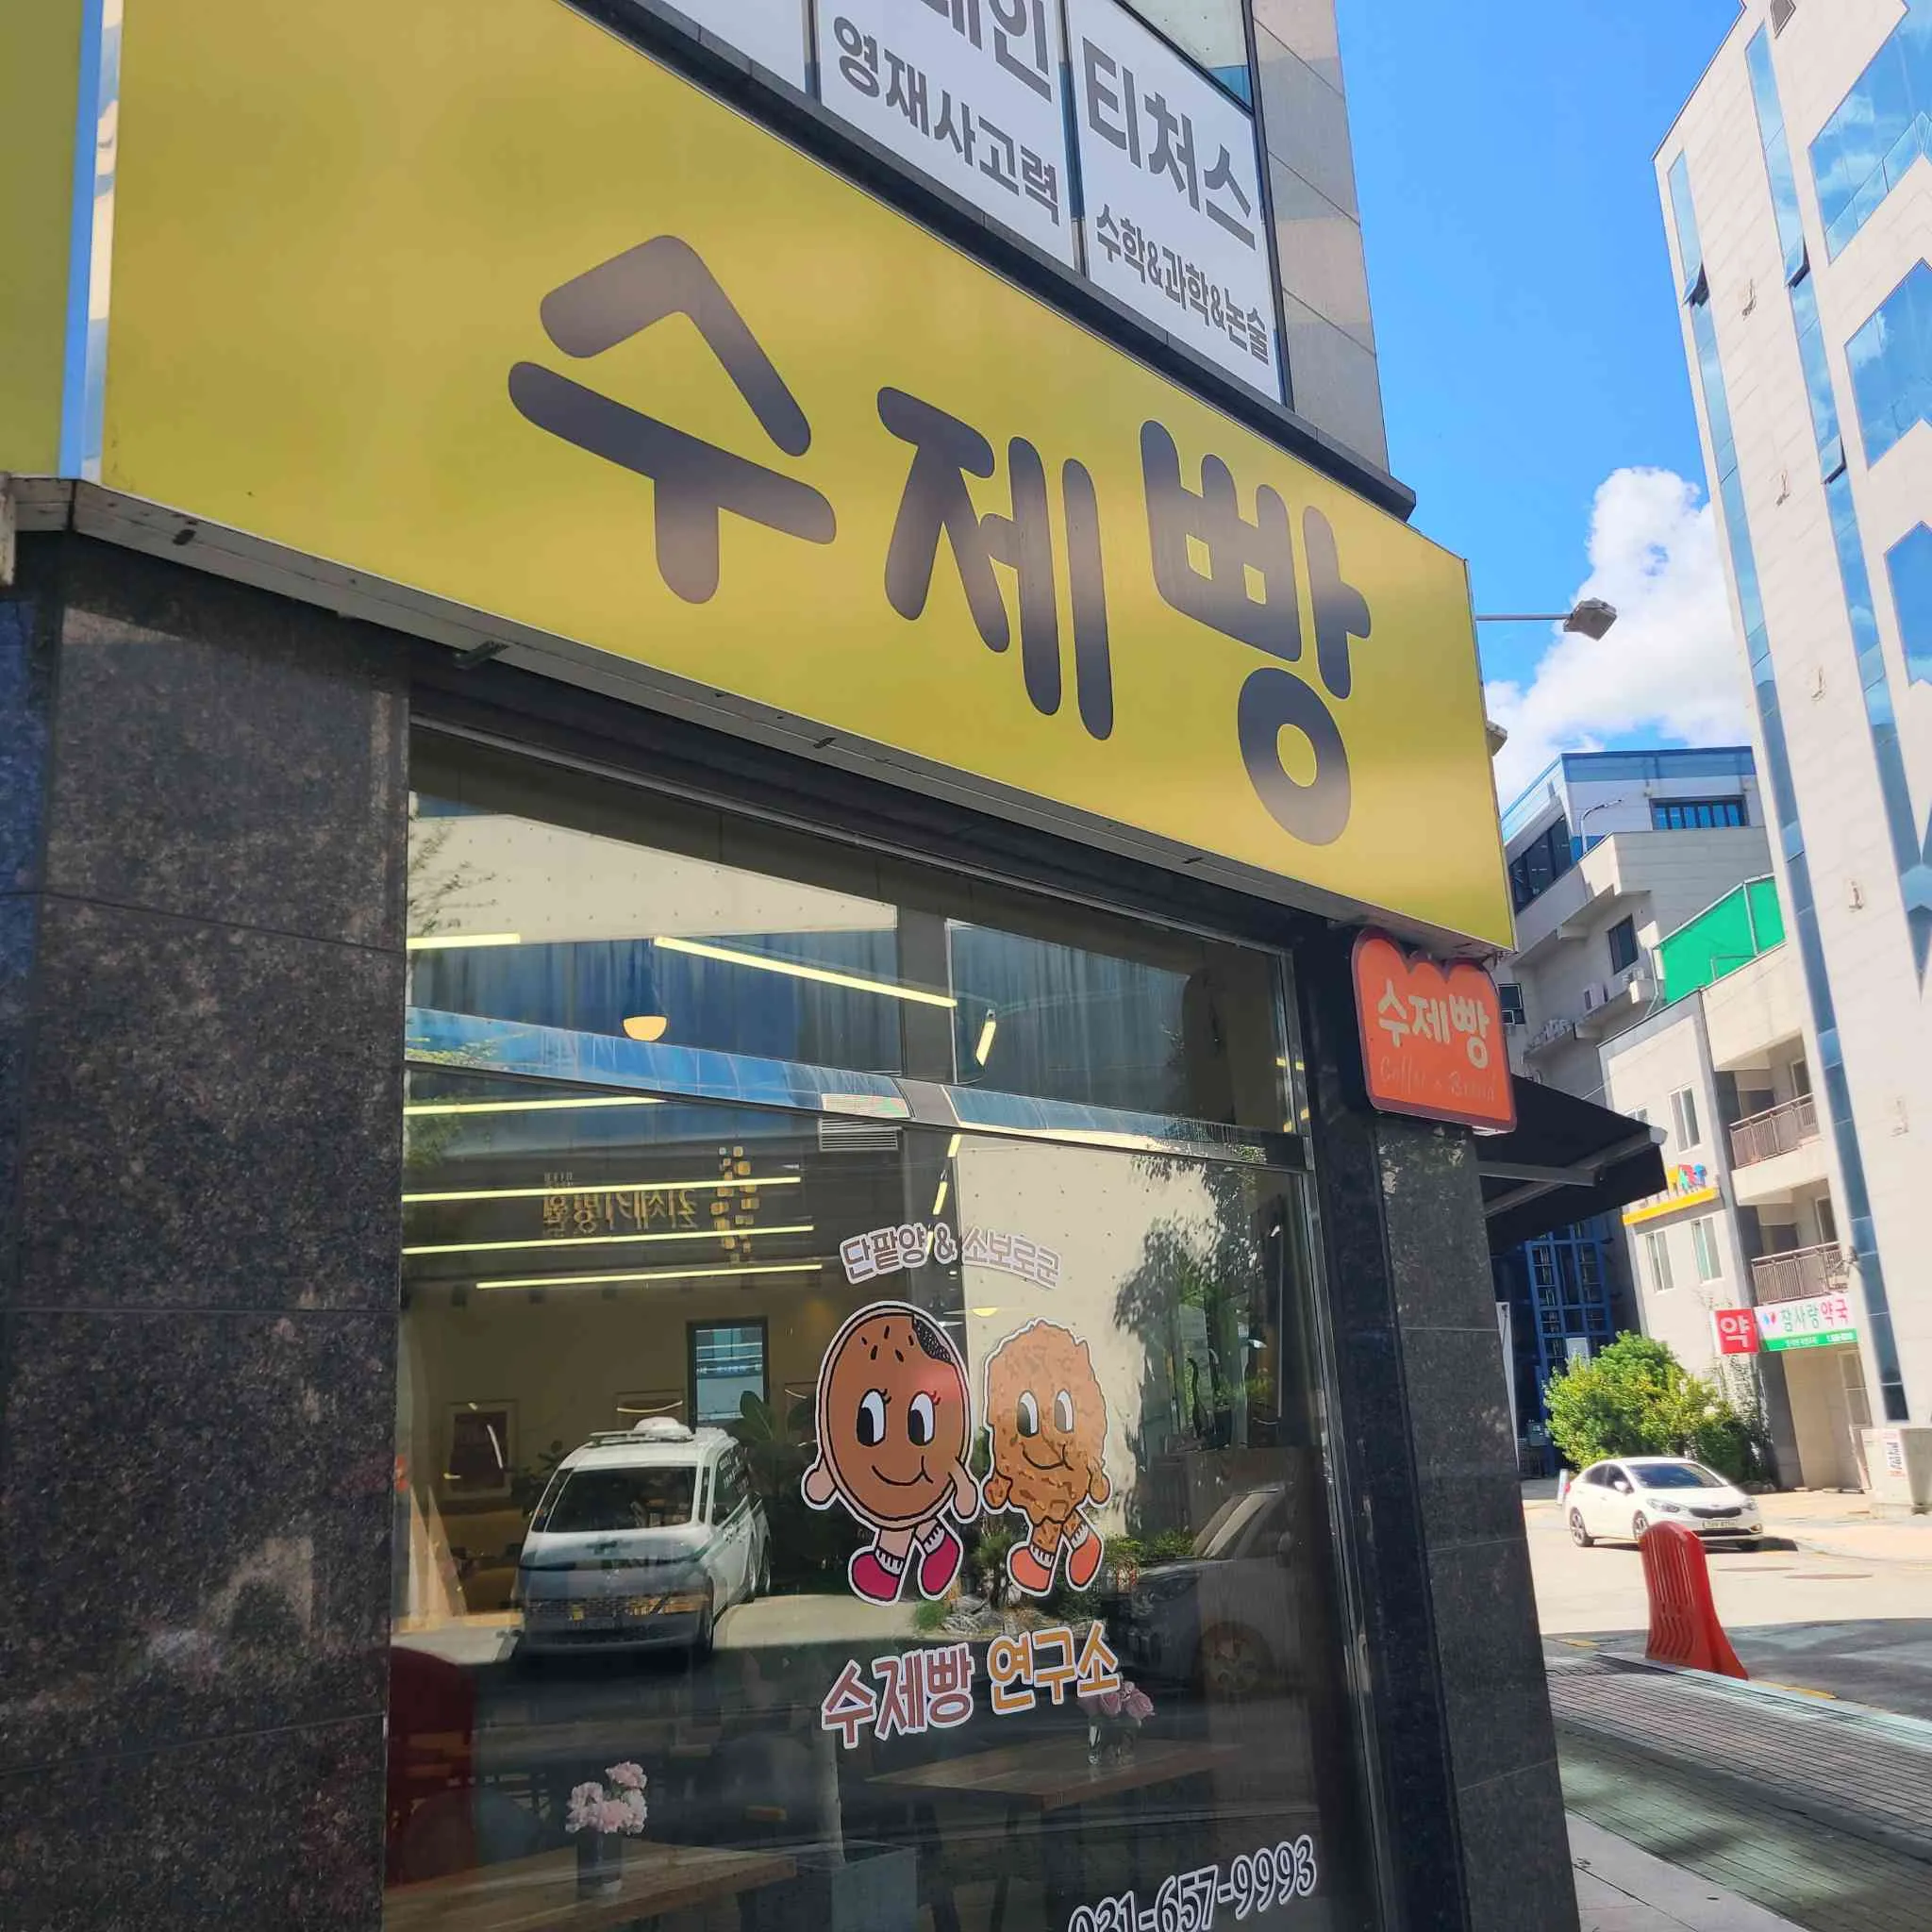 티처스
영재사고력
수학&과학&논술
수제빵
수제빵
Coffee & Bread
단팥양 & 소보로군
수제빵 연구소
031-657-9993
약
참사랑약국